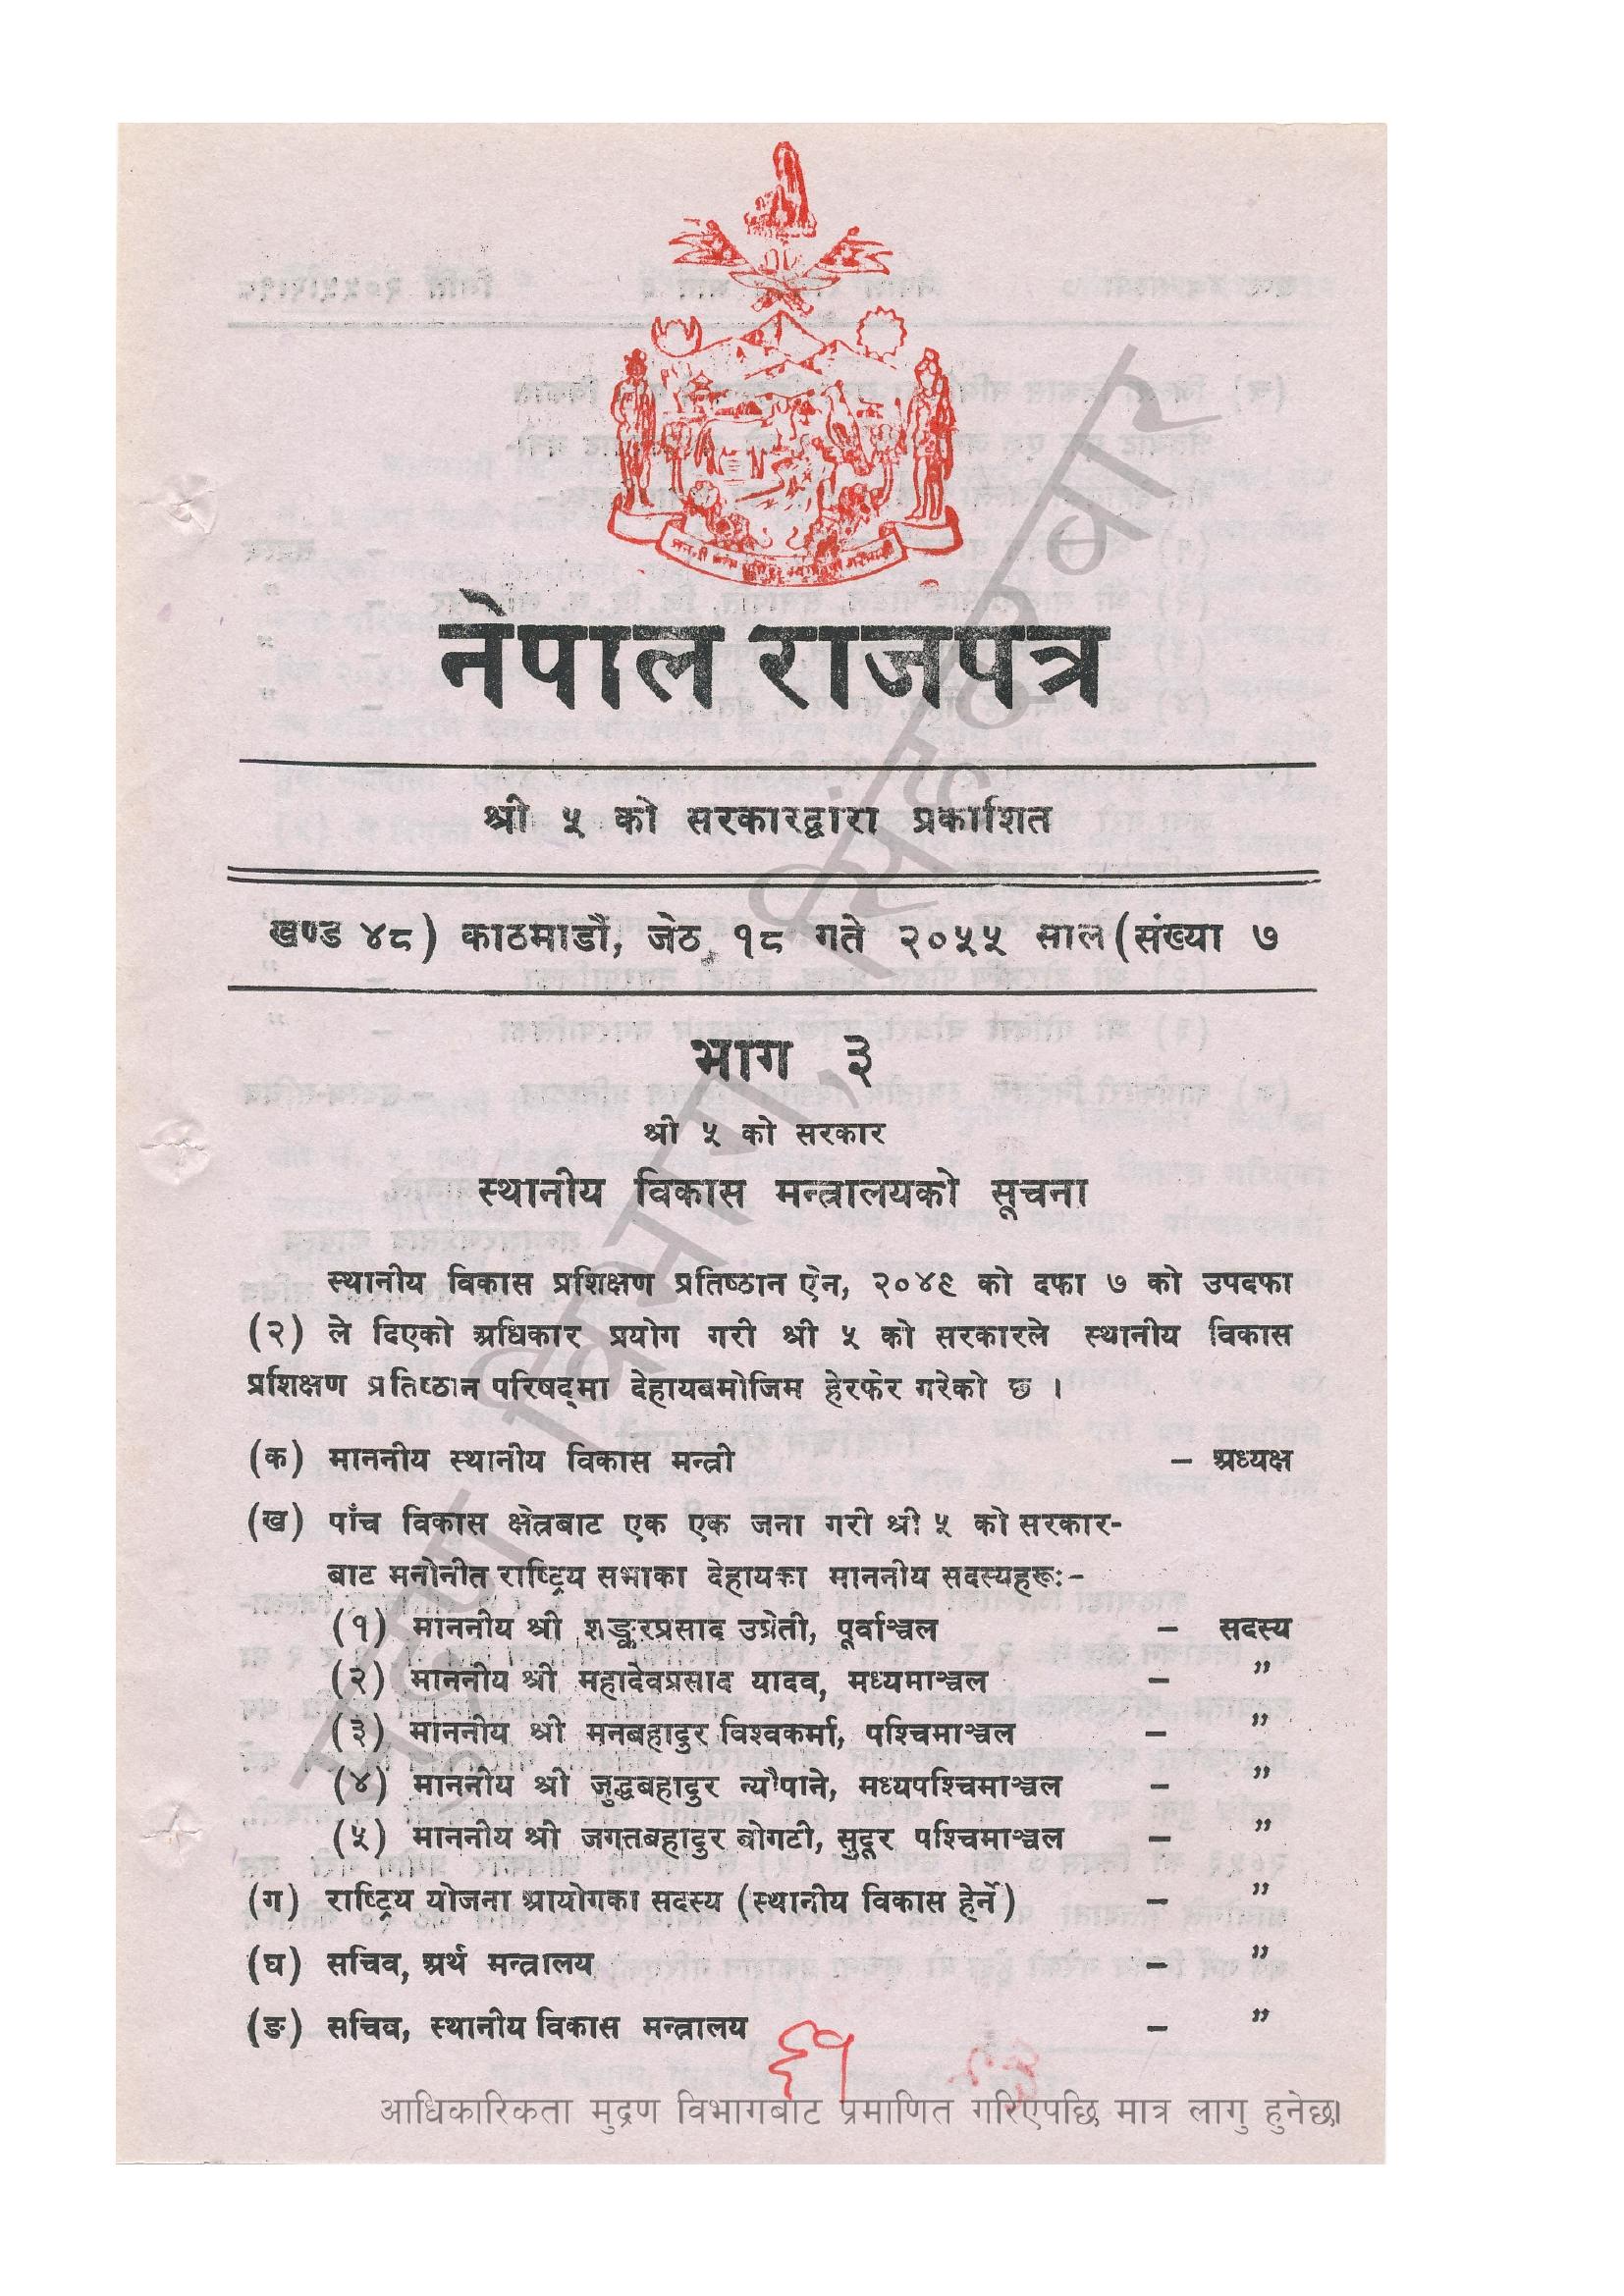 नेपाल राजपत्र
श्री ५ को सरकारद्वारा प्रकाशित
खण्ड ४८) काठमाडौं, जेठ १८ गते २०५५ साल (संख्या ७
भाग ३
श्री ५ को सरकार
स्थानीय विकास मन्त्रालयको सूचना
स्थानीय विकास प्रशिक्षण प्रतिष्ठान ऐन, २०४९ को दफा ७ को उपदफा
(२) ले दिएको अधिकार प्रयोग गरी श्री ५ को सरकारले स्थानीय विकास
प्रशिक्षण प्रतिष्ठान परिषद्मा देहायबमोजिम हेरफेर गरेको छ ।
(क) माननीय स्थानीय विकास मन्त्री – अध्यक्ष
(ख) पाँच विकास क्षेत्रबाट एक एक जना गरी श्री ५ को सरकार-
बाट मनोनीत राष्ट्रिय सभाका देहायका माननीय सदस्यहरू:-
(१) माननीय श्री शङ्करप्रसाद उप्रेती, पूर्वाञ्चल – सदस्य
(२) माननीय श्री महादेवप्रसाद यादव, मध्यमाञ्चल – ”
(३) माननीय श्री मनबहादुर विश्वकर्मा, पश्चिमाञ्चल – ”
(४) माननीय श्री जुद्धबहादुर न्यौपाने, मध्यपश्चिमाञ्चल – ”
(५) माननीय श्री जगतबहादुर बोगटी, सुदूर पश्चिमाञ्चल – ”
(ग) राष्ट्रिय योजना आयोगका सदस्य (स्थानीय विकास हेर्ने) – ”
(घ) सचिव, अर्थ मन्त्रालय – ”
(ङ) सचिव, स्थानीय विकास मन्त्रालय – ”
६१
आधिकारिकता मुद्रण विभागबाट प्रमाणित गरिएपछि मात्र लागु हुनेछ।
मुद्रण विभाग, सिंहदरबार